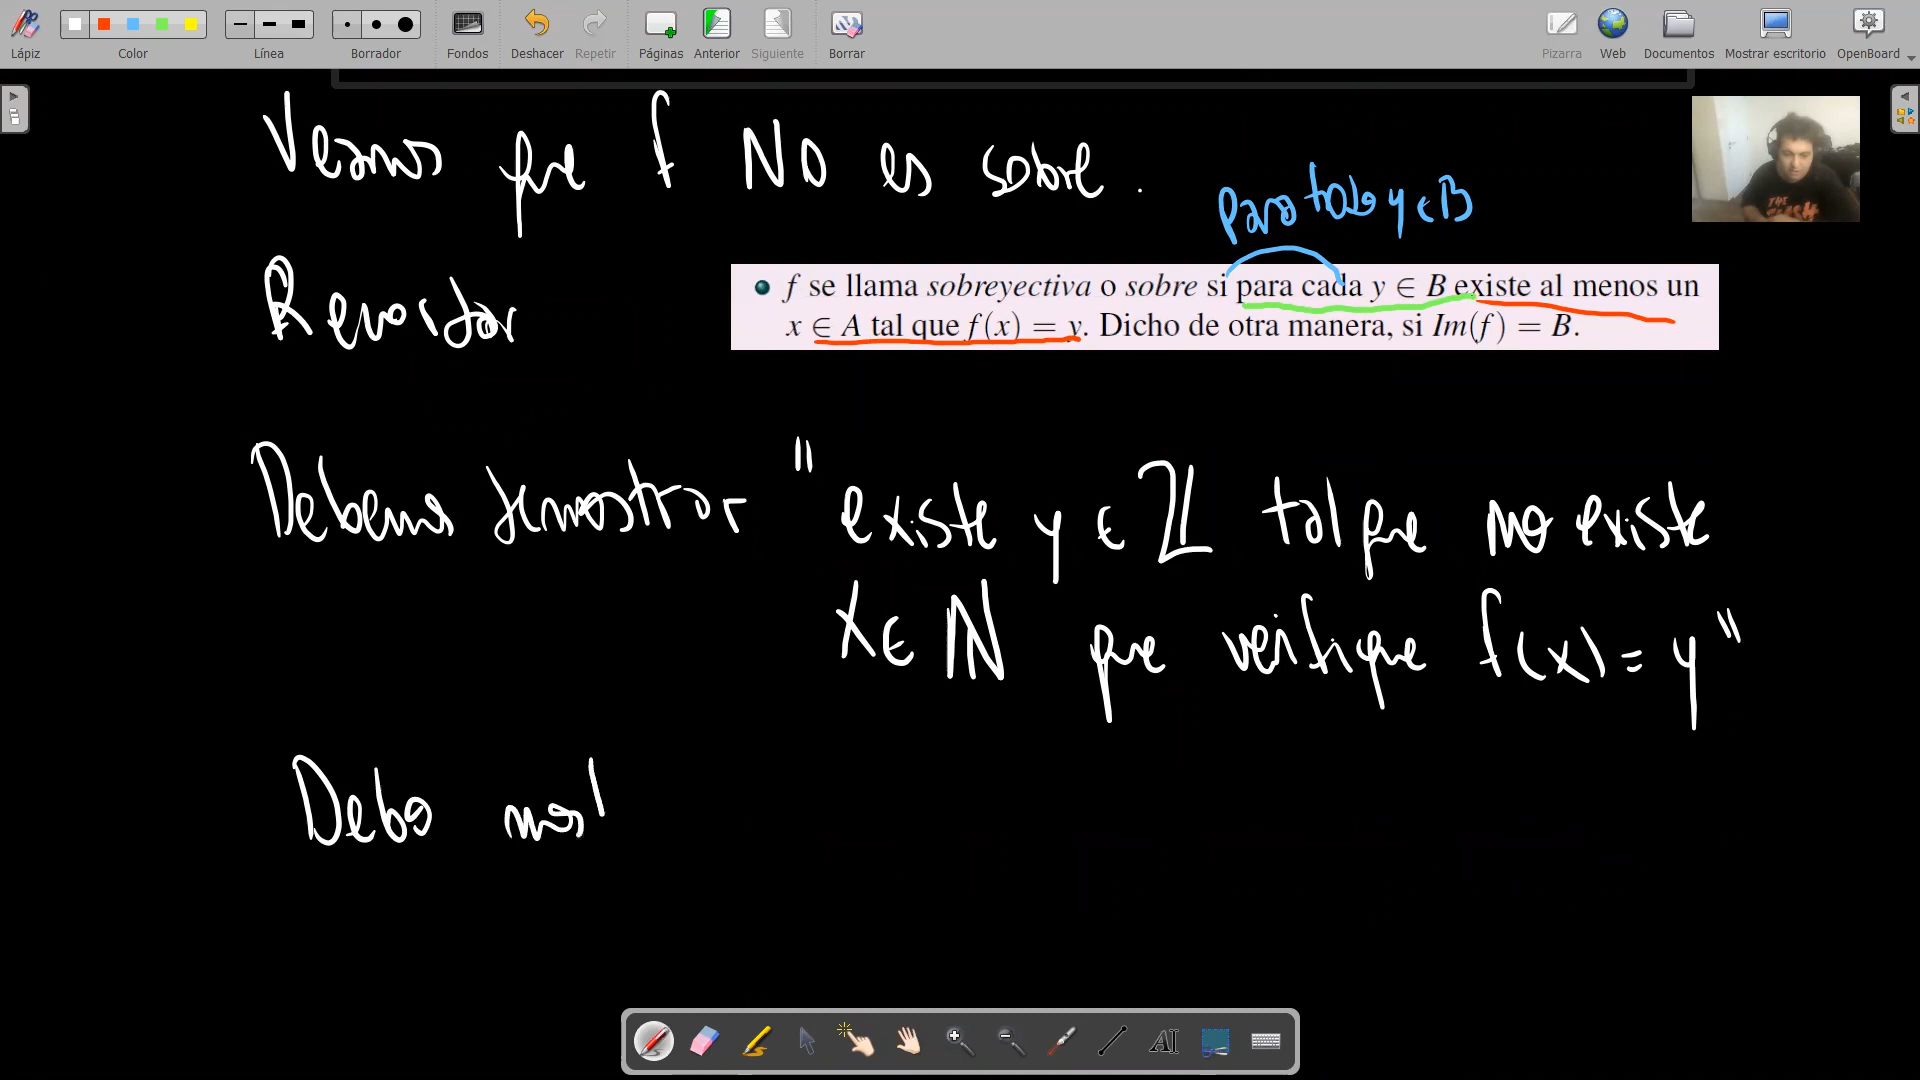 Lápiz Color Línea Borrador Fondos Deshacer Repetir Páginas Anterior Siguiente Borrar Pizarra Web Documentos Mostrar escritorio OpenBoard
Veamos que f NO es sobre.
Para todo y ∈ B
Recordar
f se llama sobreyectiva o sobre si para cada y ∈ B existe al menos un
x ∈ A tal que f(x) = y. Dicho de otra manera, si Im(f) = B.
Debemos demostrar "existe y ∈ ℤ tal que no existe
x ∈ ℕ que verifique f(x) = y"
Debo most